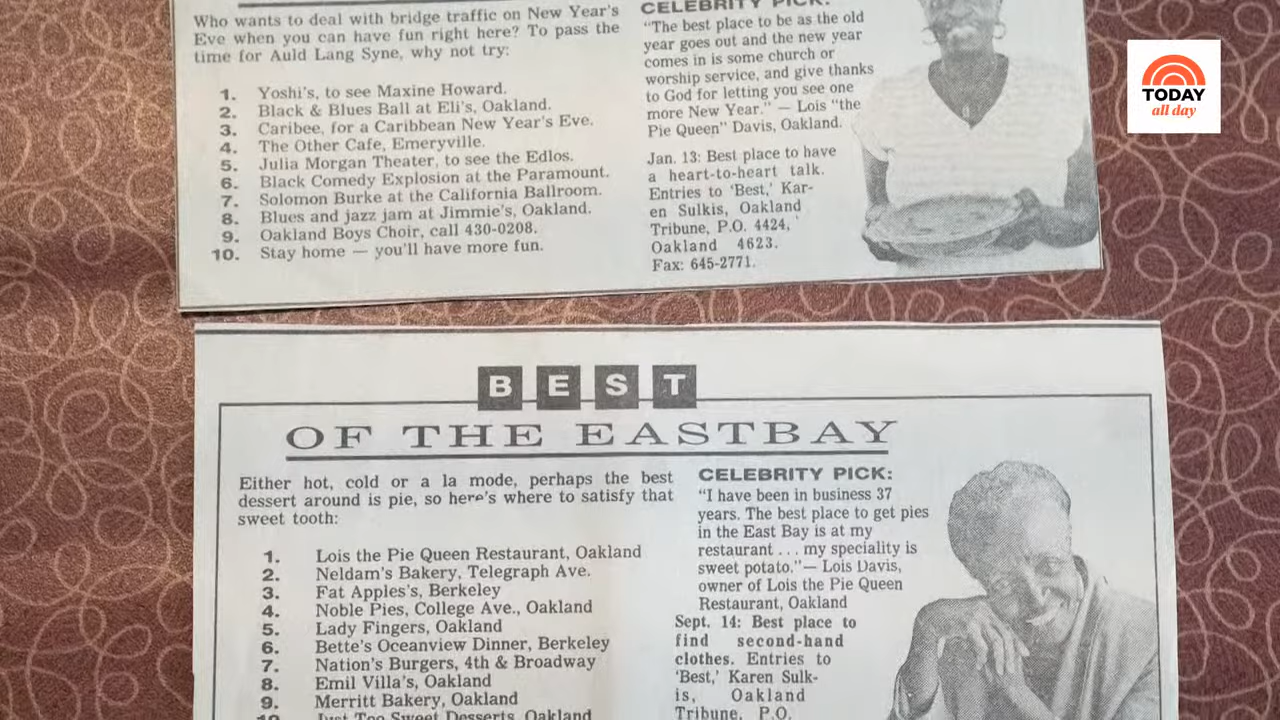 CELEBRITY PICK:
Who wants to deal with bridge traffic on New Year's
Eve when you can have fun right here? To pass the
time for Auld Lang Syne, why not try:
1. Yoshi's, to see Maxine Howard.
2. Black & Blues Ball at Eli's, Oakland.
3. Caribee, for a Caribbean New Year's Eve.
4. The Other Cafe, Emeryville.
5. Julia Morgan Theater, to see the Edlos.
6. Black Comedy Explosion at the Paramount.
7. Solomon Burke at the California Ballroom.
8. Blues and jazz jam at Jimmie's, Oakland.
9. Oakland Boys Choir, call 430-0208.
10. Stay home — you'll have more fun.
"The best place to be as the old
year goes out and the new year
comes in is some church or
worship service, and give thanks
to God for letting you see one
more New Year." — Lois "the
Pie Queen" Davis, Oakland.
Jan. 13: Best place to have
a heart-to-heart talk.
Entries to 'Best,' Kar-
en Sulkis, Oakland
Tribune, P.O. 4424,
Oakland 4623.
Fax: 645-2771.
TODAY
all day
BEST
OF THE EASTBAY
Either hot, cold or a la mode, perhaps the best
dessert around is pie, so here's where to satisfy that
sweet tooth:
1. Lois the Pie Queen Restaurant, Oakland
2. Neldam's Bakery, Telegraph Ave.
3. Fat Apples's, Berkeley
4. Noble Pies, College Ave., Oakland
5. Lady Fingers, Oakland
6. Bette's Oceanview Dinner, Berkeley
7. Nation's Burgers, 4th & Broadway
8. Emil Villa's, Oakland
9. Merritt Bakery, Oakland
10. Just Too Sweet Desserts, Oakland
CELEBRITY PICK:
"I have been in business 37
years. The best place to get pies
in the East Bay is at my
restaurant . . . my speciality is
sweet potato."— Lois Davis,
owner of Lois the Pie Queen
Restaurant, Oakland
Sept. 14: Best place to
find second-hand
clothes. Entries to
'Best,' Karen Sulk-
is, Oakland
Tribune, P.O.